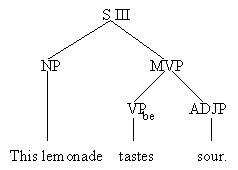 S III
NP MVP
VPbe ADJP
This lemonade tastes sour.